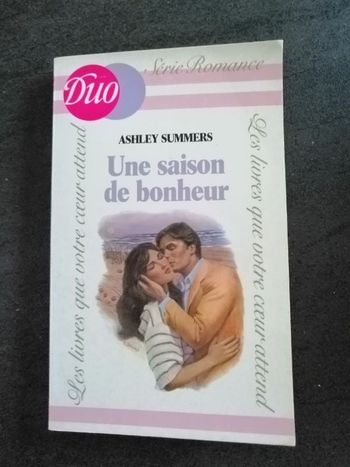 Duo
Série Romance
ASHLEY SUMMERS
Une saison
de bonheur
Les livres que votre cœur attend
Les livres que votre cœur attend